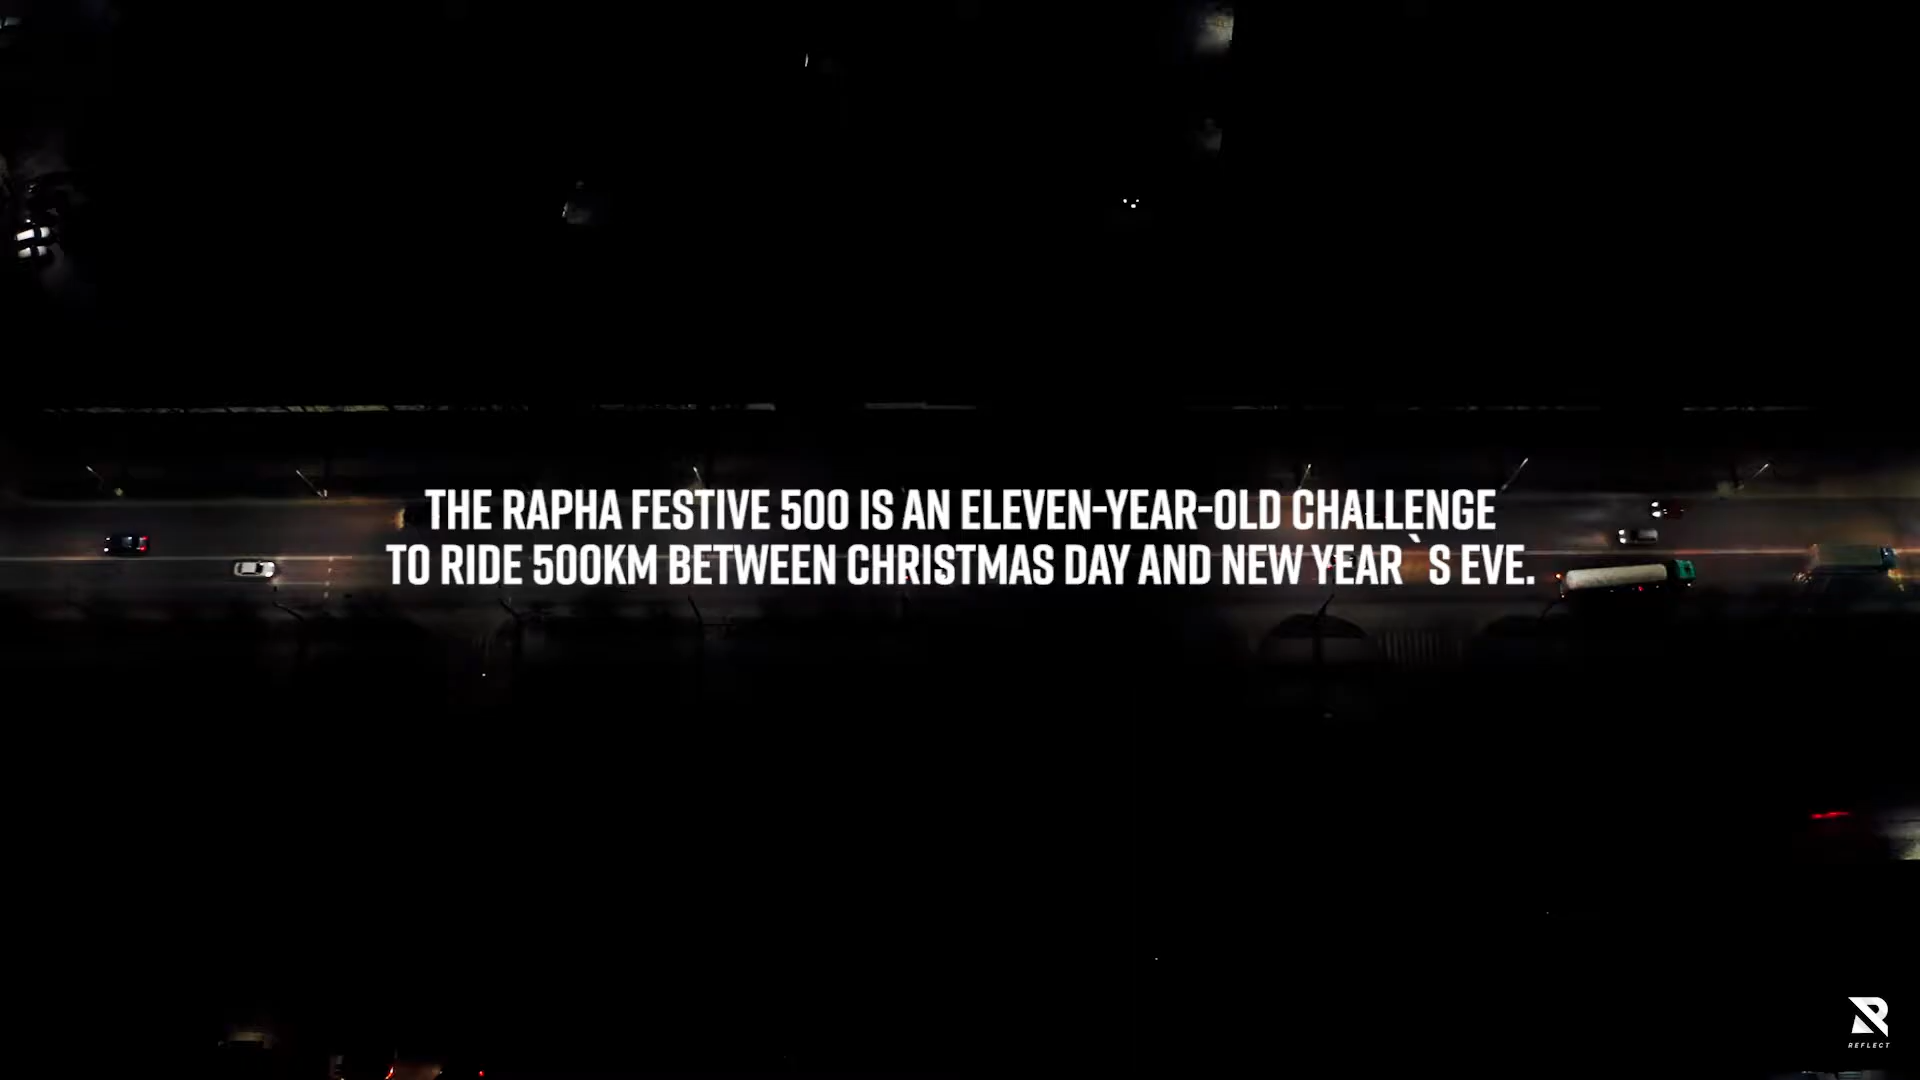 THE RAPHA FESTIVE 500 IS AN ELEVEN-YEAR-OLD CHALLENGE
TO RIDE 500KM BETWEEN CHRISTMAS DAY AND NEW YEAR`S EVE.
REFLECT